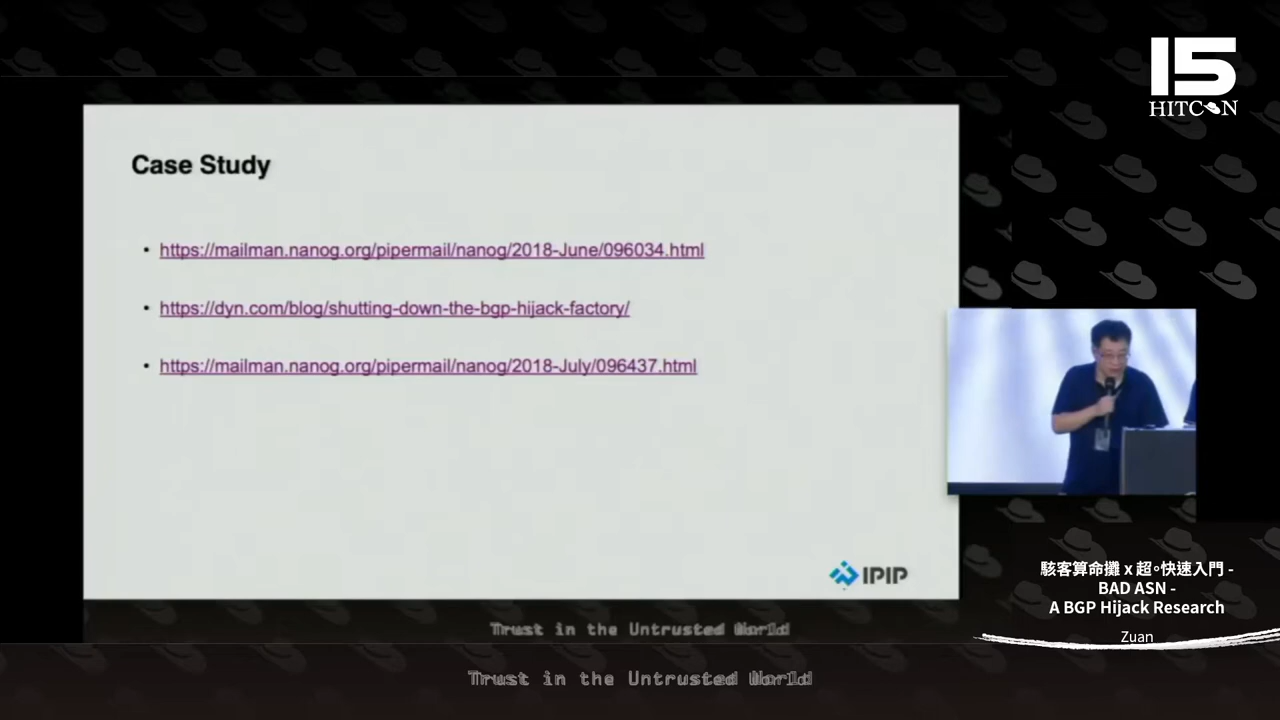 15
HITCON
Case Study
• https://mailman.nanog.org/pipermail/nanog/2018-June/096034.html
• https://dyn.com/blog/shutting-down-the-bgp-hijack-factory/
• https://mailman.nanog.org/pipermail/nanog/2018-July/096437.html
IPIP
駭客算命攤 x 超◦快速入門 -
BAD ASN -
A BGP Hijack Research
Zuan
Trust in the Untrusted World
Trust in the Untrusted World